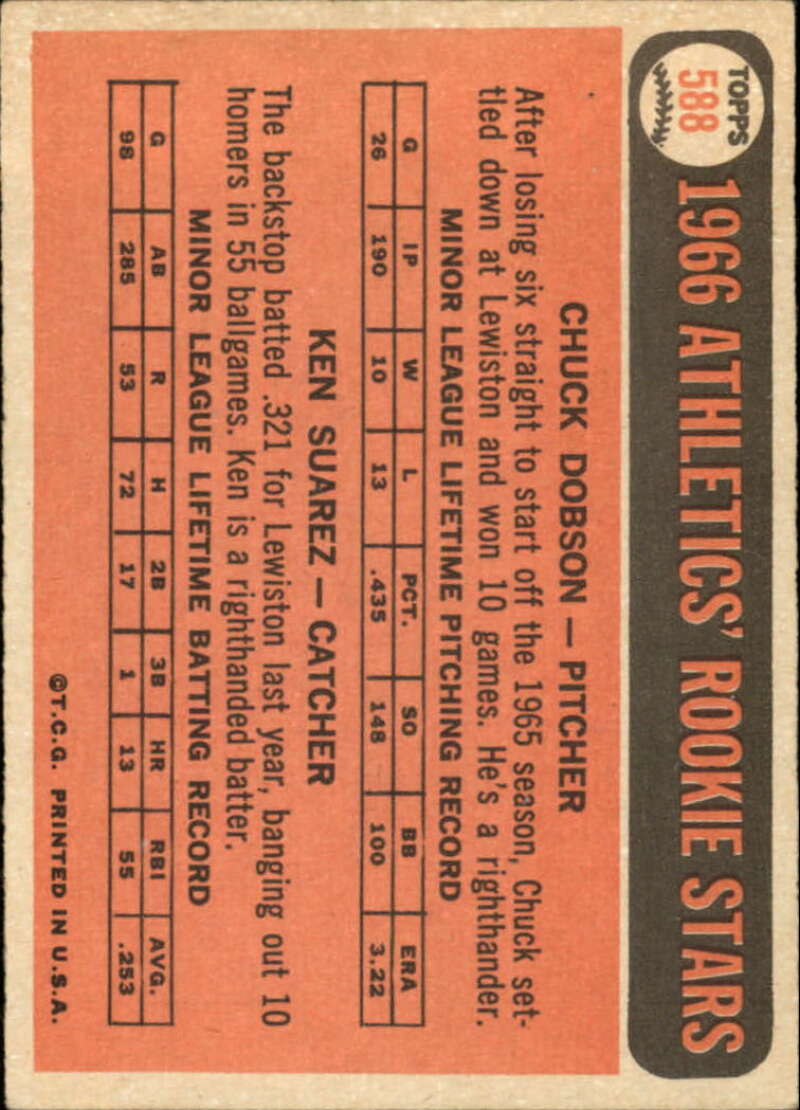 TOPPS
588
1966 ATHLETICS' ROOKIE STARS
CHUCK DOBSON — PITCHER
After losing six straight to start off the 1965 season, Chuck set-
tled down at Lewiston and won 10 games. He's a righthander.
MINOR LEAGUE LIFETIME PITCHING RECORD
G IP W L PCT. SO BB ERA
26 190 10 13 .435 148 100 3.22
KEN SUAREZ — CATCHER
The backstop batted .321 for Lewiston last year, banging out 10
homers in 55 ballgames. Ken is a righthanded batter.
MINOR LEAGUE LIFETIME BATTING RECORD
G AB R H 2B 3B HR RBI AVG.
98 285 53 72 17 1 13 55 .253
©T.C.G. PRINTED IN U.S.A.